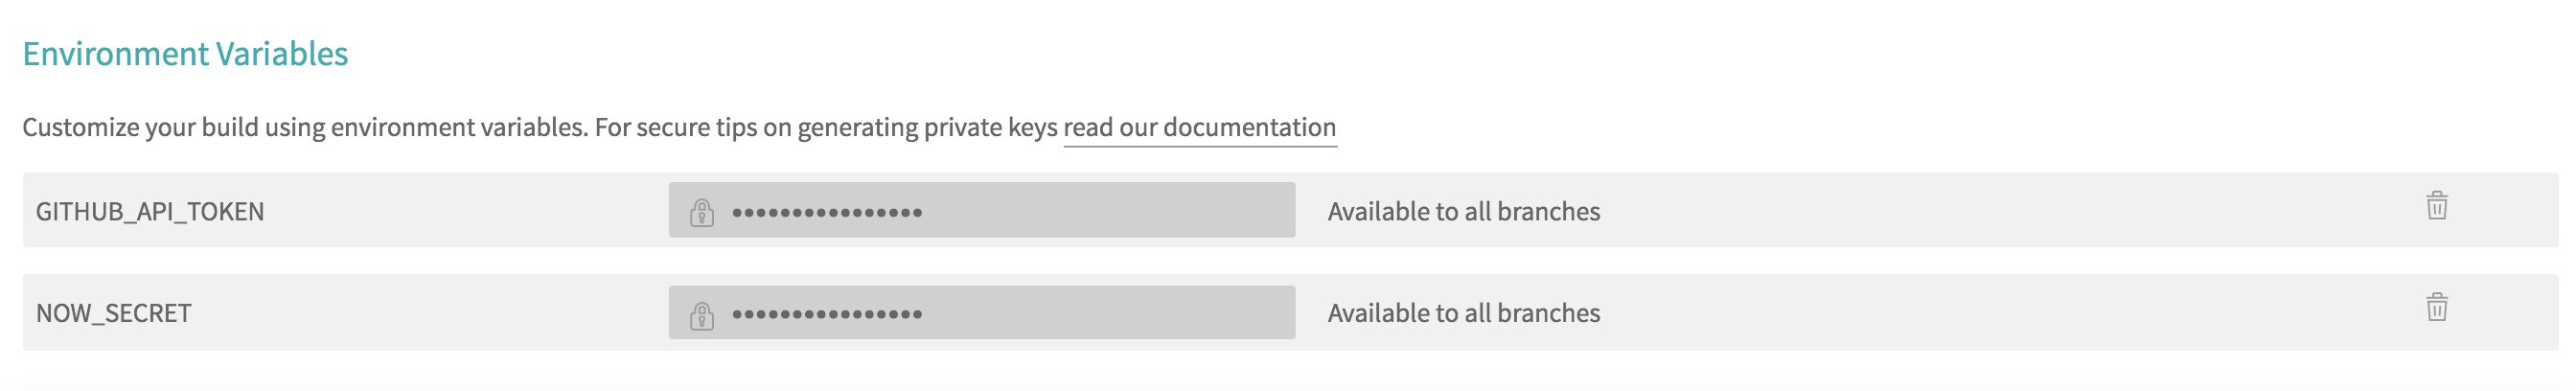 Environment Variables
Customize your build using environment variables. For secure tips on generating private keys read our documentation
GITHUB_API_TOKEN •••••••••••••••• Available to all branches
NOW_SECRET •••••••••••••••• Available to all branches